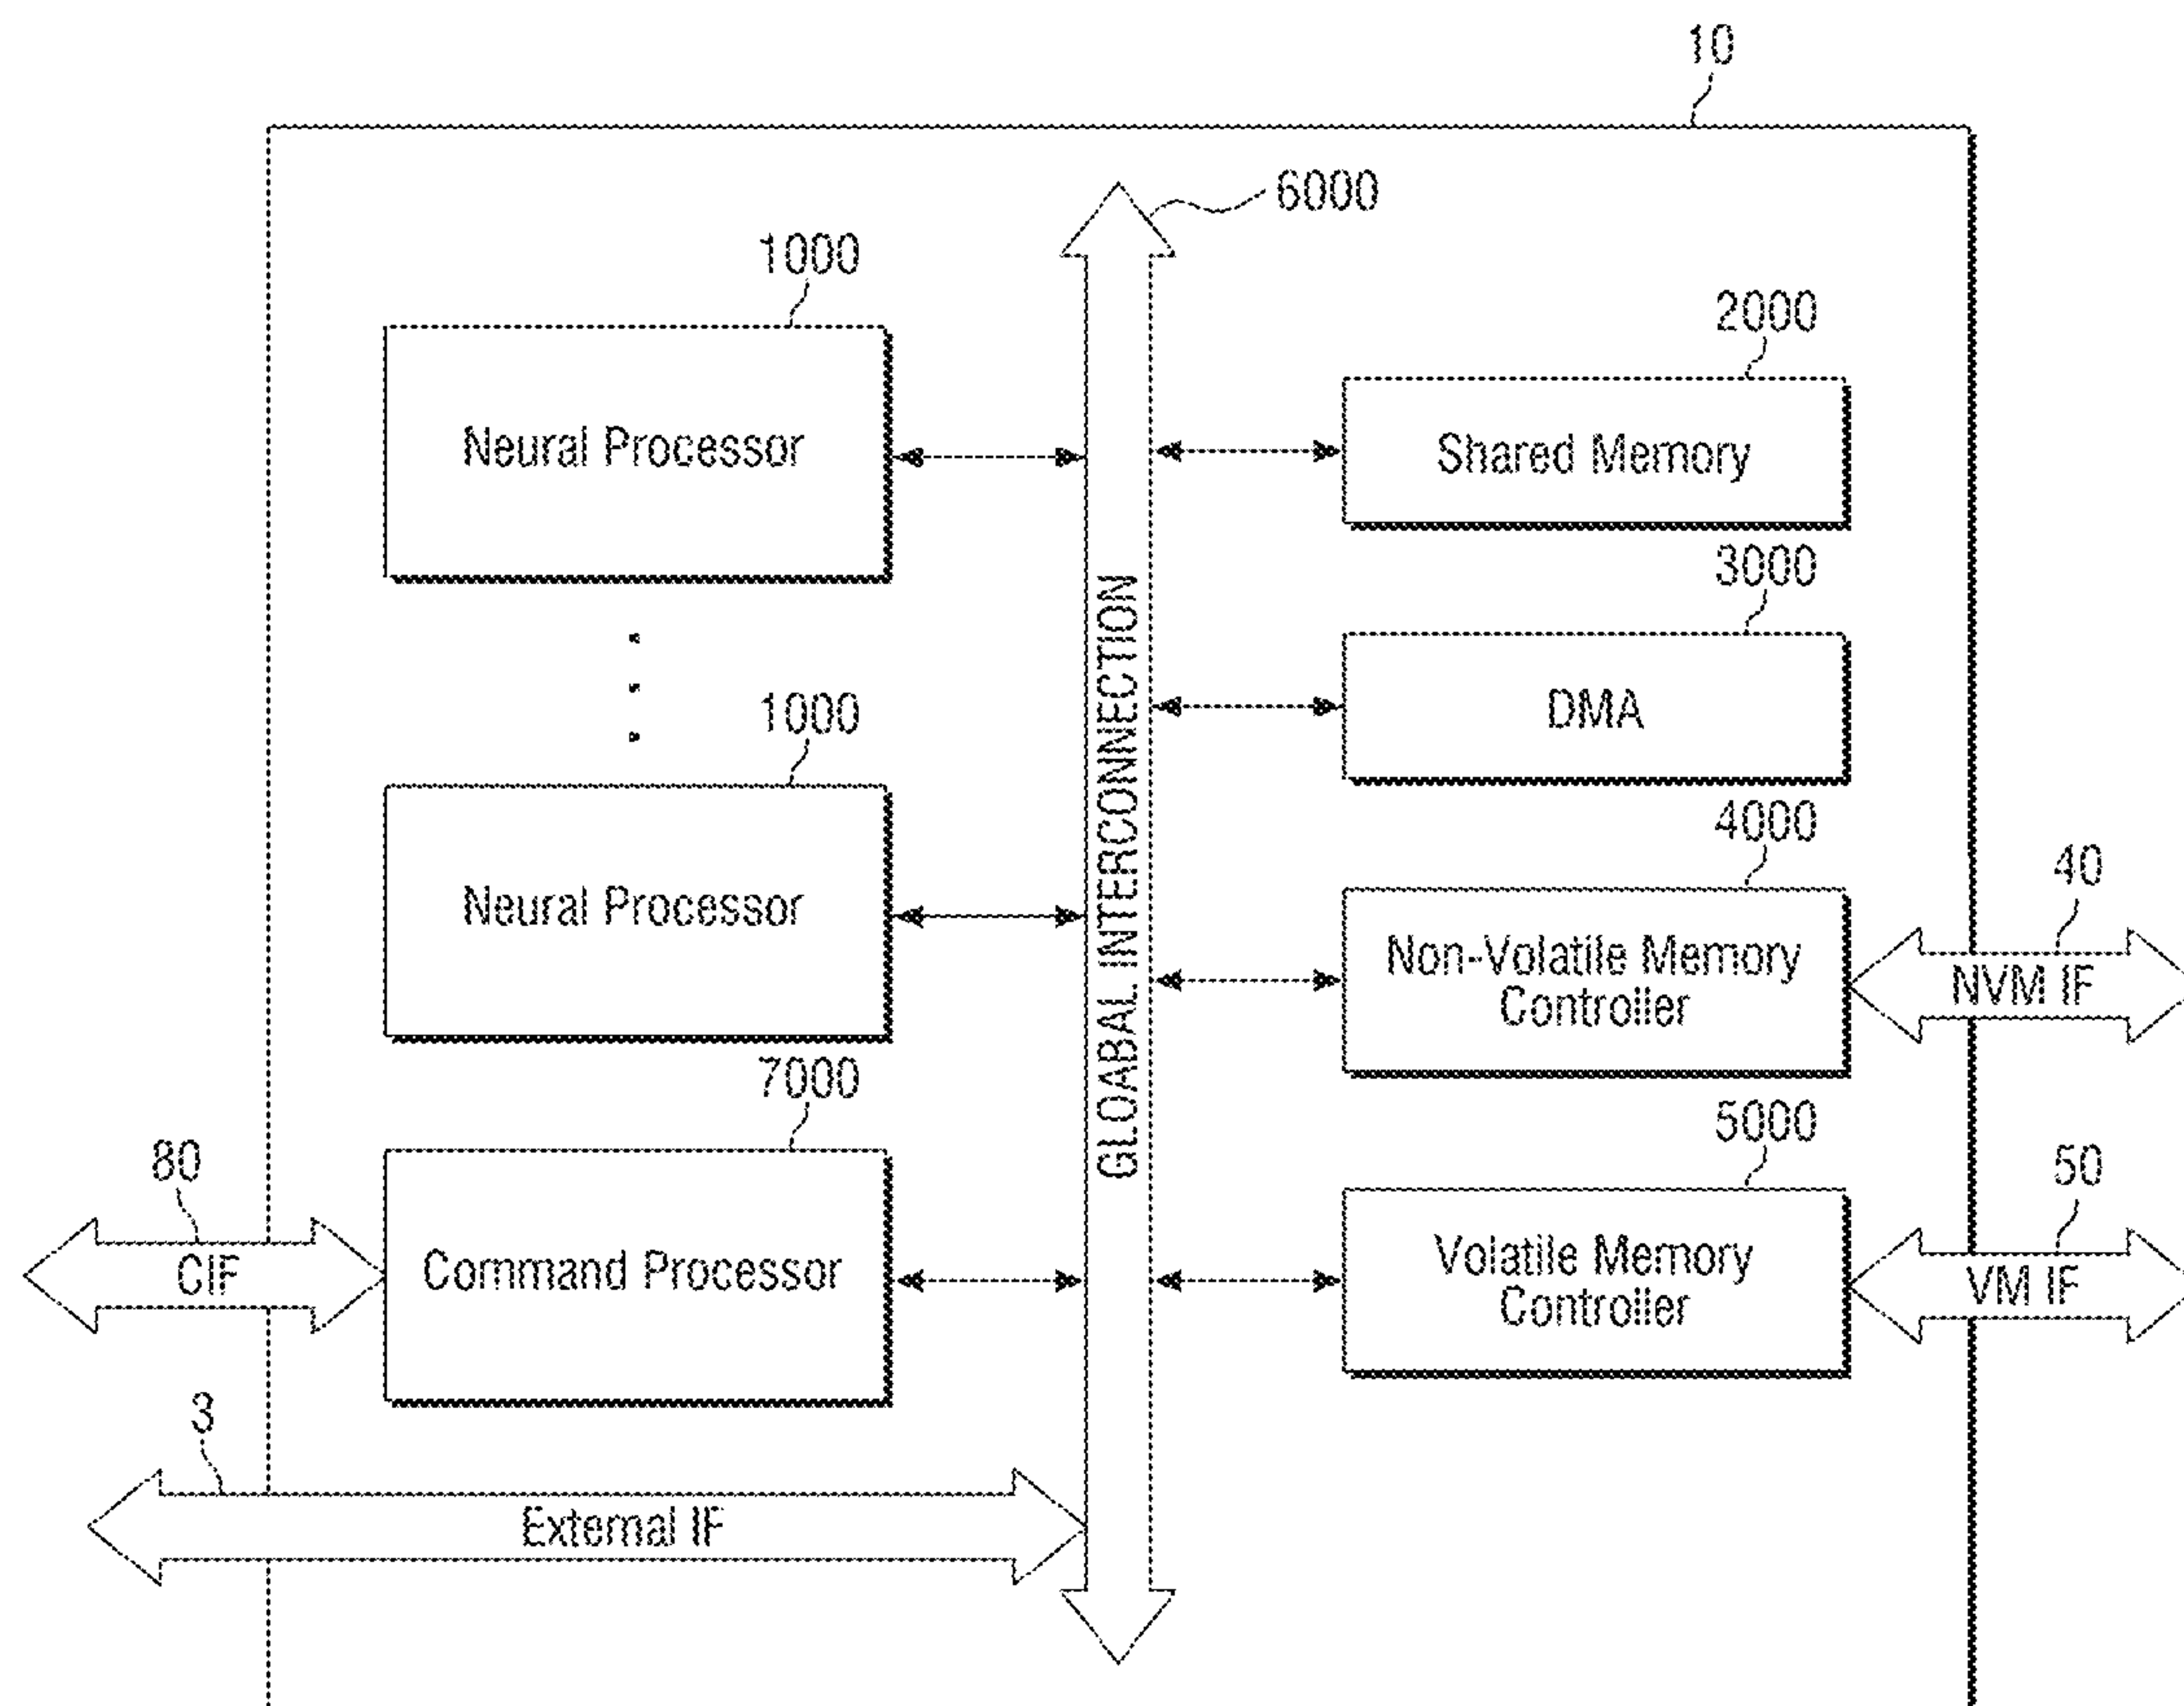 10
6000
1000
Neural Processor
2000
Shared Memory
3000
DMA
1000
Neural Processor
GLOABAL INTERCONNECTION
4000
Non-Volatile Memory
Controller
40
NVM IF
7000
Command Processor
80
CIF
5000
Volatile Memory
Controller
50
VM IF
3
External IF